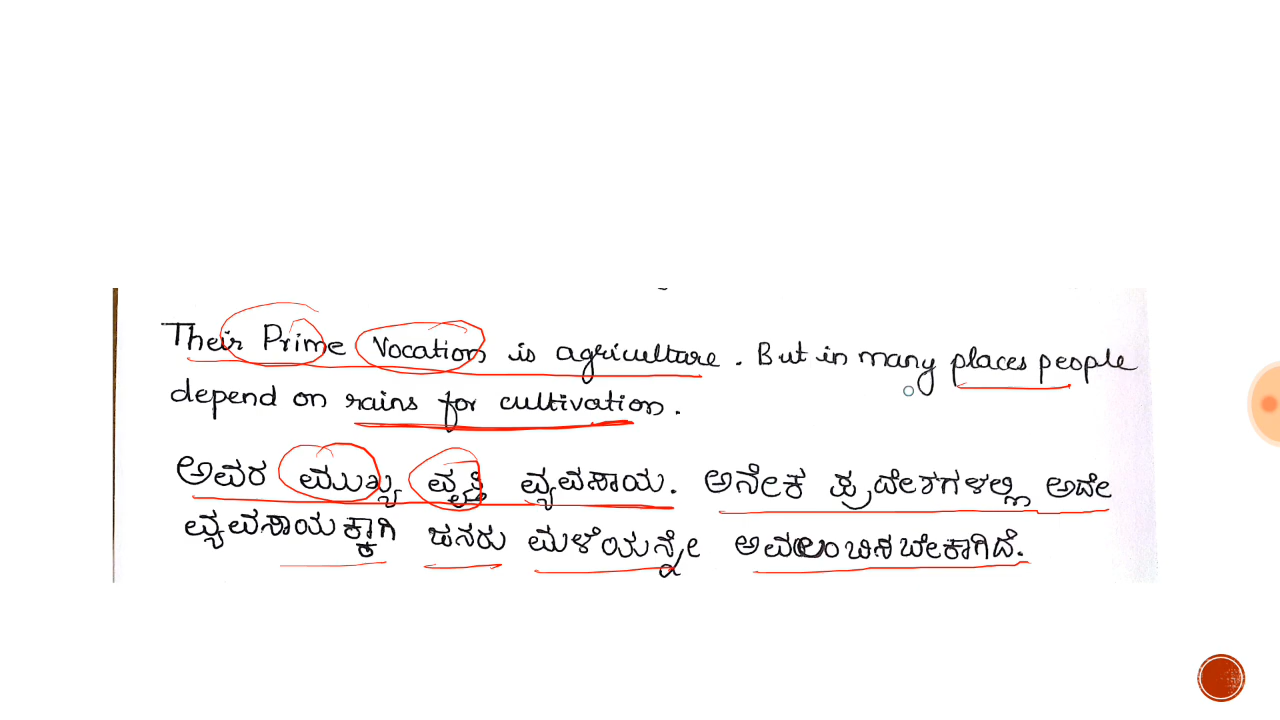 Their Prime Vocation is agriculture. But in many places people
depend on rains for cultivation.
ಅವರ ಮುಖ್ಯ ವೃತ್ತಿ ವ್ಯವಸಾಯ. ಅನೇಕ ಪ್ರದೇಶಗಳಲ್ಲಿ ಅದೇ
ವ್ಯವಸಾಯಕ್ಕಾಗಿ ಜನರು ಮಳೆಯನ್ನೇ ಅವಲಂಬಿಸಬೇಕಾಗಿದೆ.